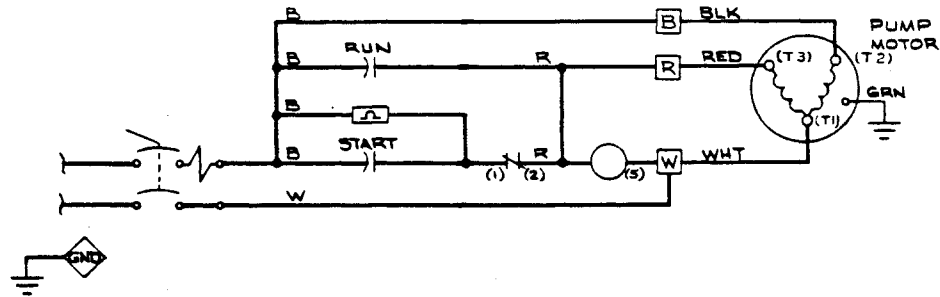 B
B
BLK
PUMP
MOTOR
B
RUN
R
R
RED
(T3)
(T2)
GRN
B
(T1)
B
START
(1)
(2)
R
(5)
W
WHT
W
GND